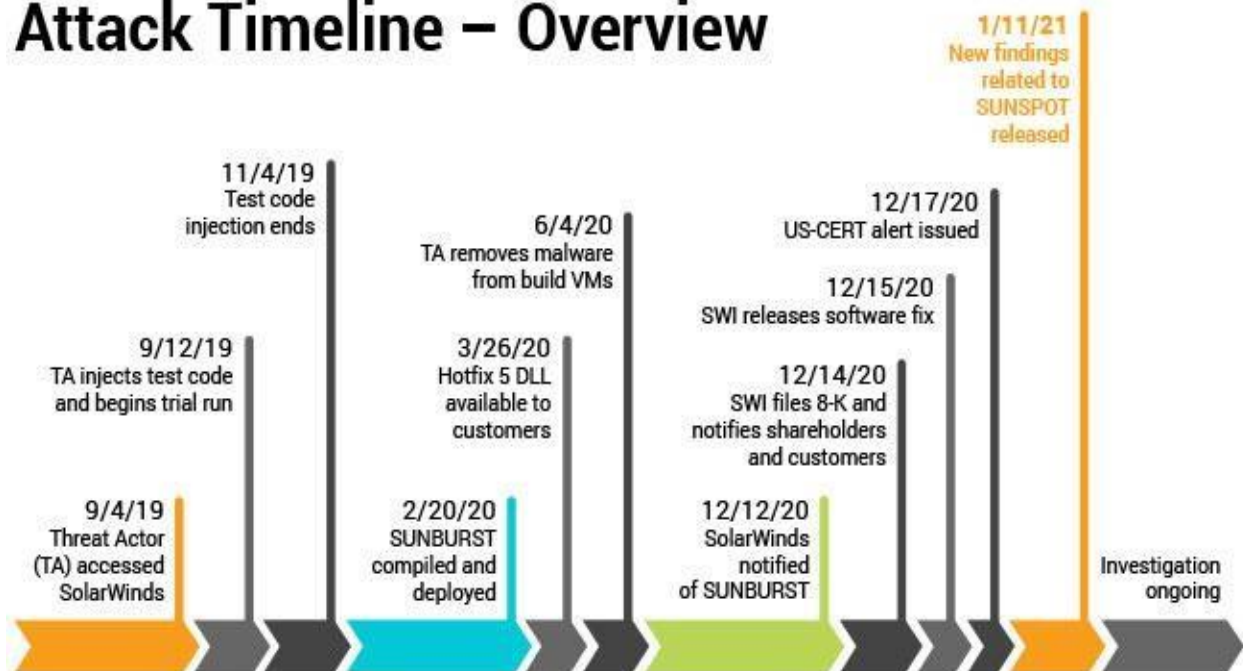 Attack Timeline – Overview
9/4/19
Threat Actor
(TA) accessed
SolarWinds
9/12/19
TA injects test code
and begins trial run
11/4/19
Test code
injection ends
2/20/20
SUNBURST
compiled and
deployed
3/26/20
Hotfix 5 DLL
available to
customers
6/4/20
TA removes malware
from build VMs
12/12/20
SolarWinds
notified
of SUNBURST
12/14/20
SWI files 8-K and
notifies shareholders
and customers
12/15/20
SWI releases software fix
12/17/20
US-CERT alert issued
1/11/21
New findings
related to
SUNSPOT
released
Investigation
ongoing